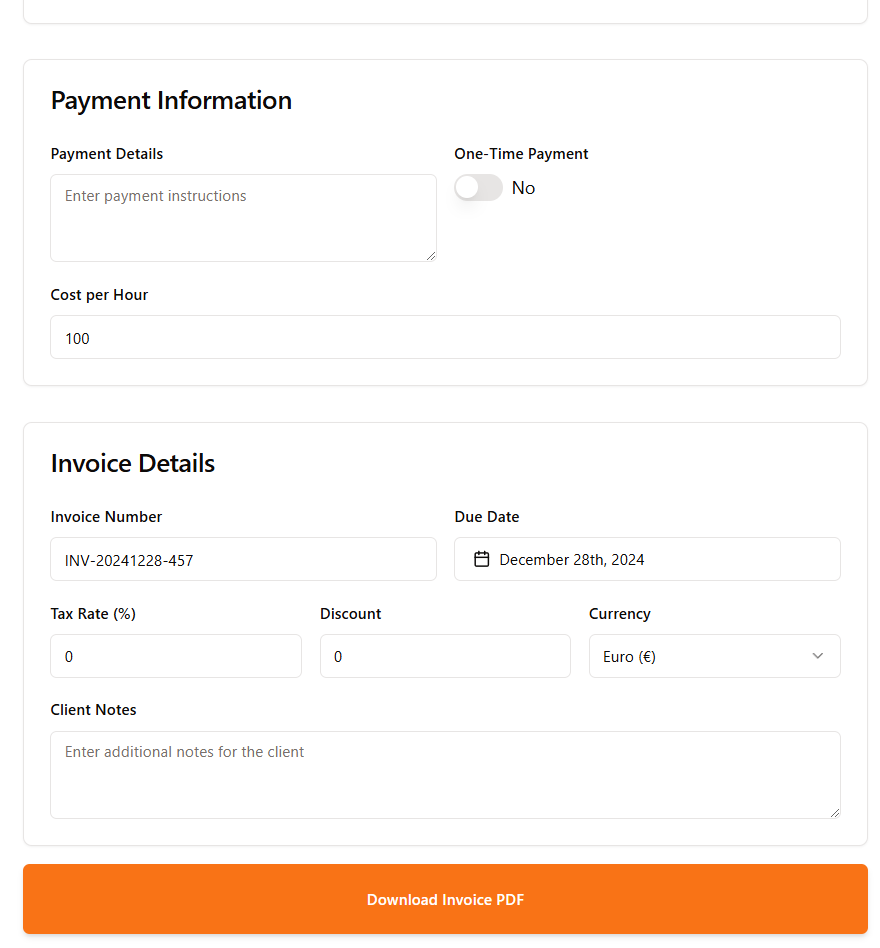 Payment Information
Payment Details
One-Time Payment
Enter payment instructions
No
Cost per Hour
100
Invoice Details
Invoice Number
Due Date
INV-20241228-457
December 28th, 2024
Tax Rate (%)
Discount
Currency
0
0
Euro (€)
Client Notes
Enter additional notes for the client
Download Invoice PDF